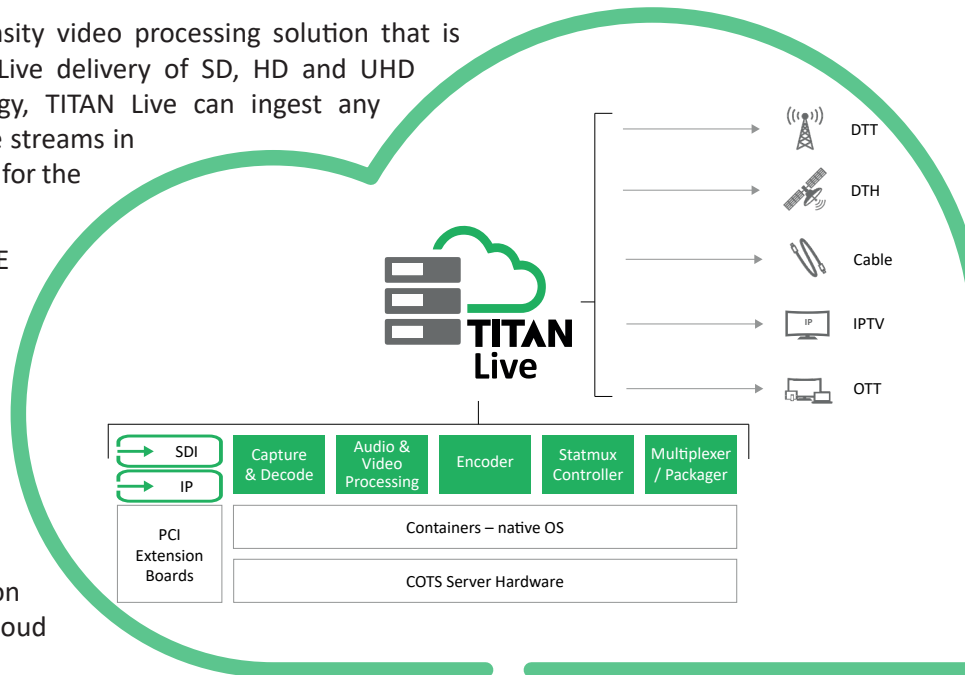 sity video processing solution that is
Live delivery of SD, HD and UHD
gy, TITAN Live can ingest any
e streams in
for the
E
on
oud
TITAN
Live
DTT
DTH
Cable
IP
IPTV
OTT
SDI
IP
Capture
& Decode
Audio &
Video
Processing
Encoder
Statmux
Controller
Multiplexer
/ Packager
PCI
Extension
Boards
Containers – native OS
COTS Server Hardware